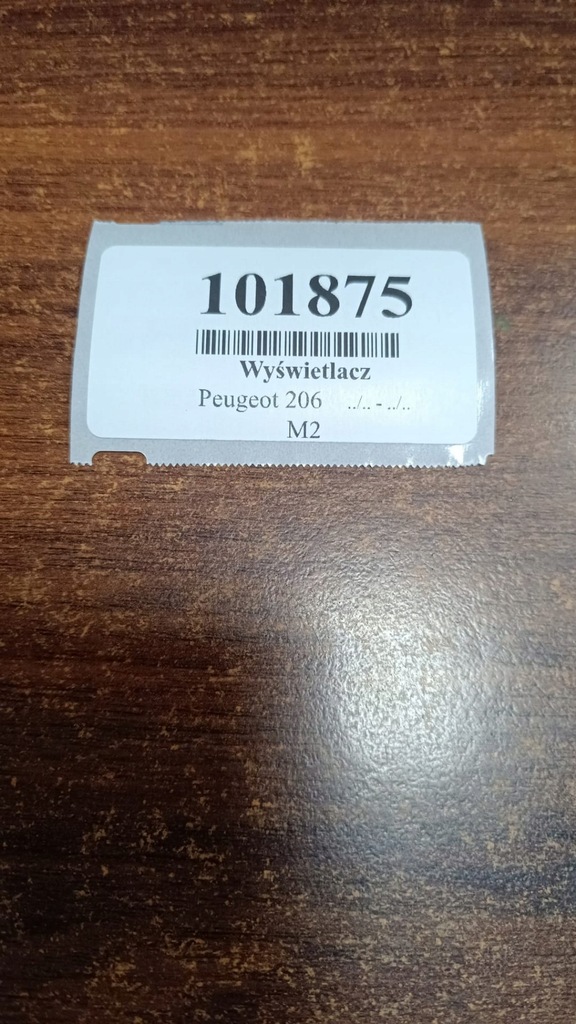 101875
Wyświetlacz
Peugeot 206 ../.. - ../..
M2